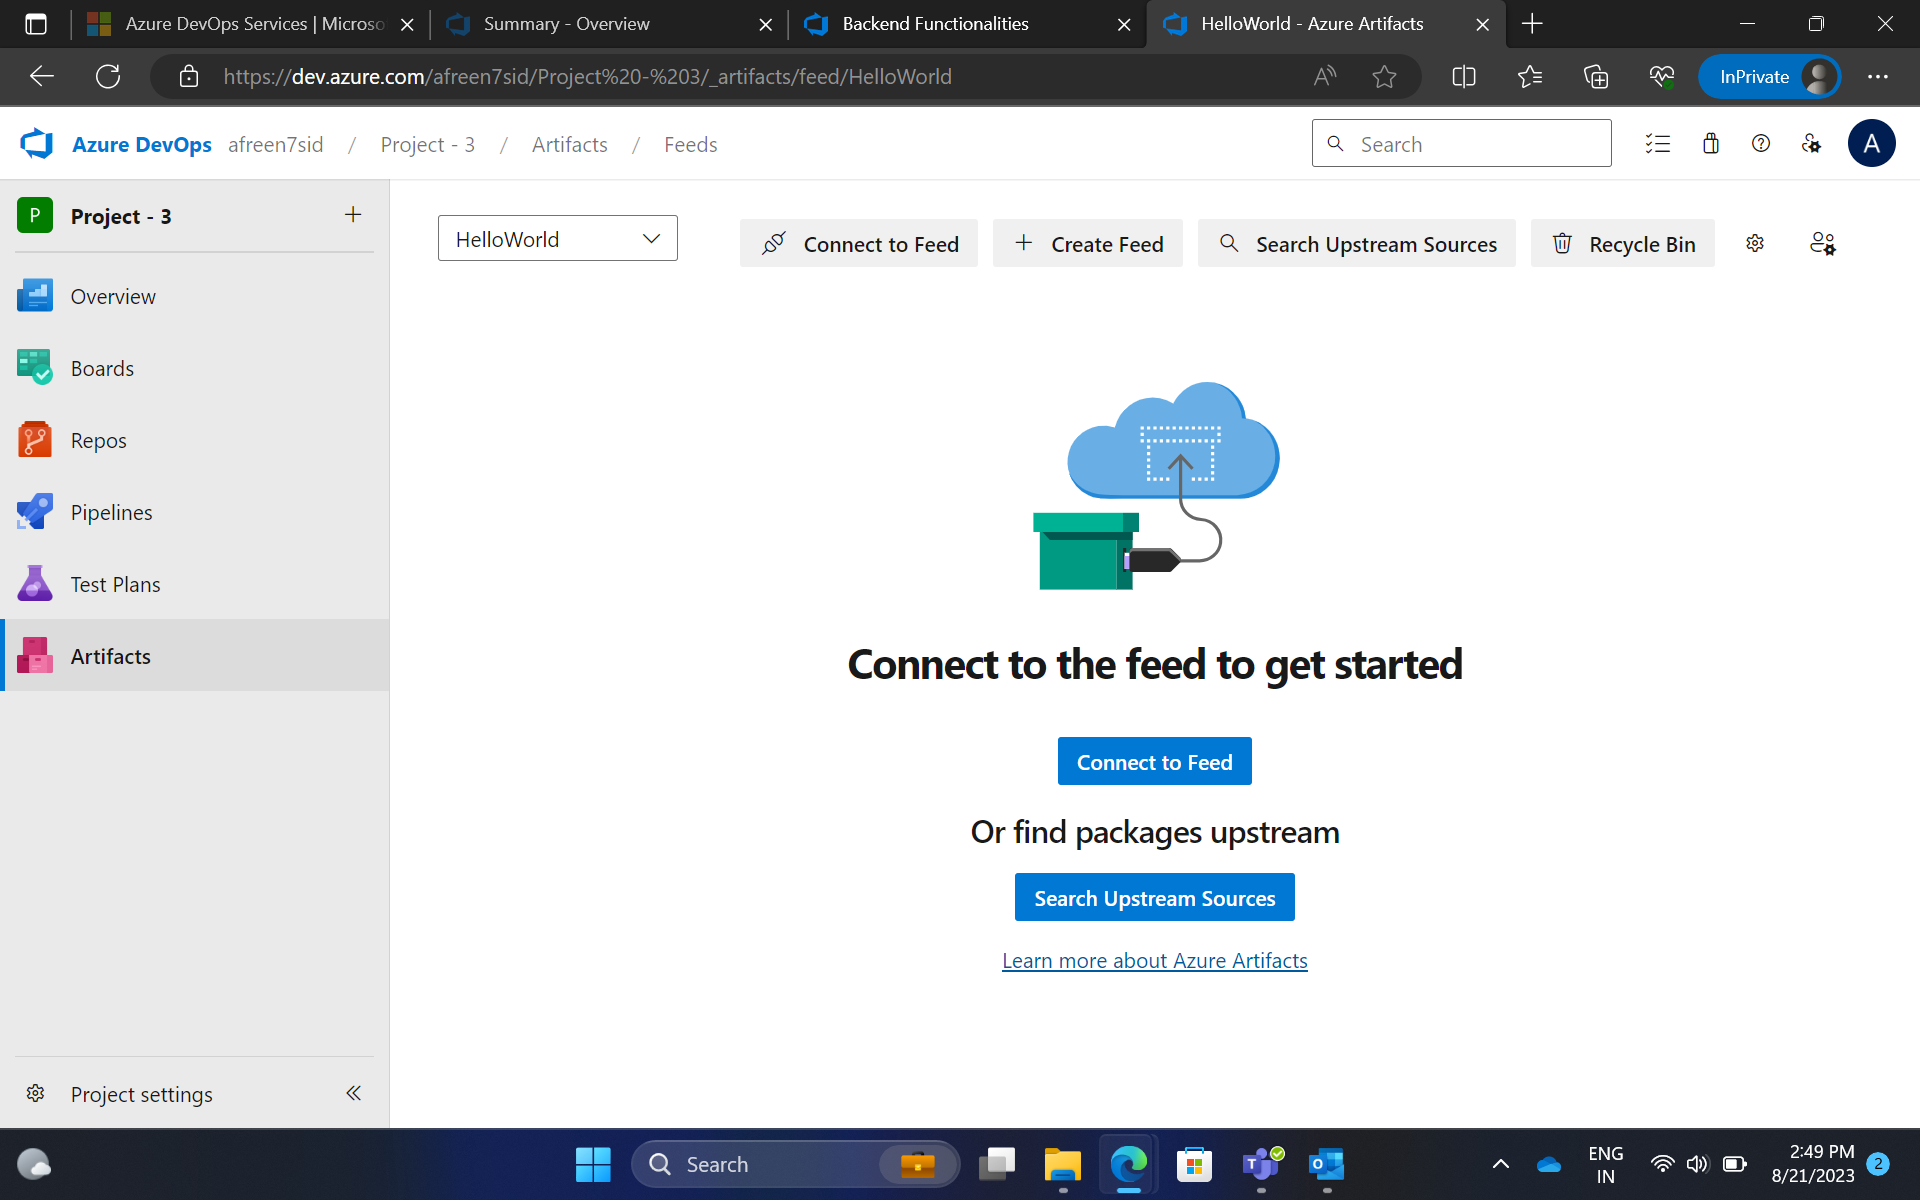 Azure DevOps Services | Microso
Summary - Overview
Backend Functionalities
HelloWorld - Azure Artifacts
https://dev.azure.com/afreen7sid/Project%20-%203/_artifacts/feed/HelloWorld
InPrivate
Azure DevOps afreen7sid / Project - 3 / Artifacts / Feeds
Search
A
P Project - 3
HelloWorld
Connect to Feed
Create Feed
Search Upstream Sources
Recycle Bin
Overview
Boards
Repos
Pipelines
Test Plans
Artifacts
Connect to the feed to get started
Connect to Feed
Or find packages upstream
Search Upstream Sources
Learn more about Azure Artifacts
Project settings
Search
ENG
IN
2:49 PM
8/21/2023
2